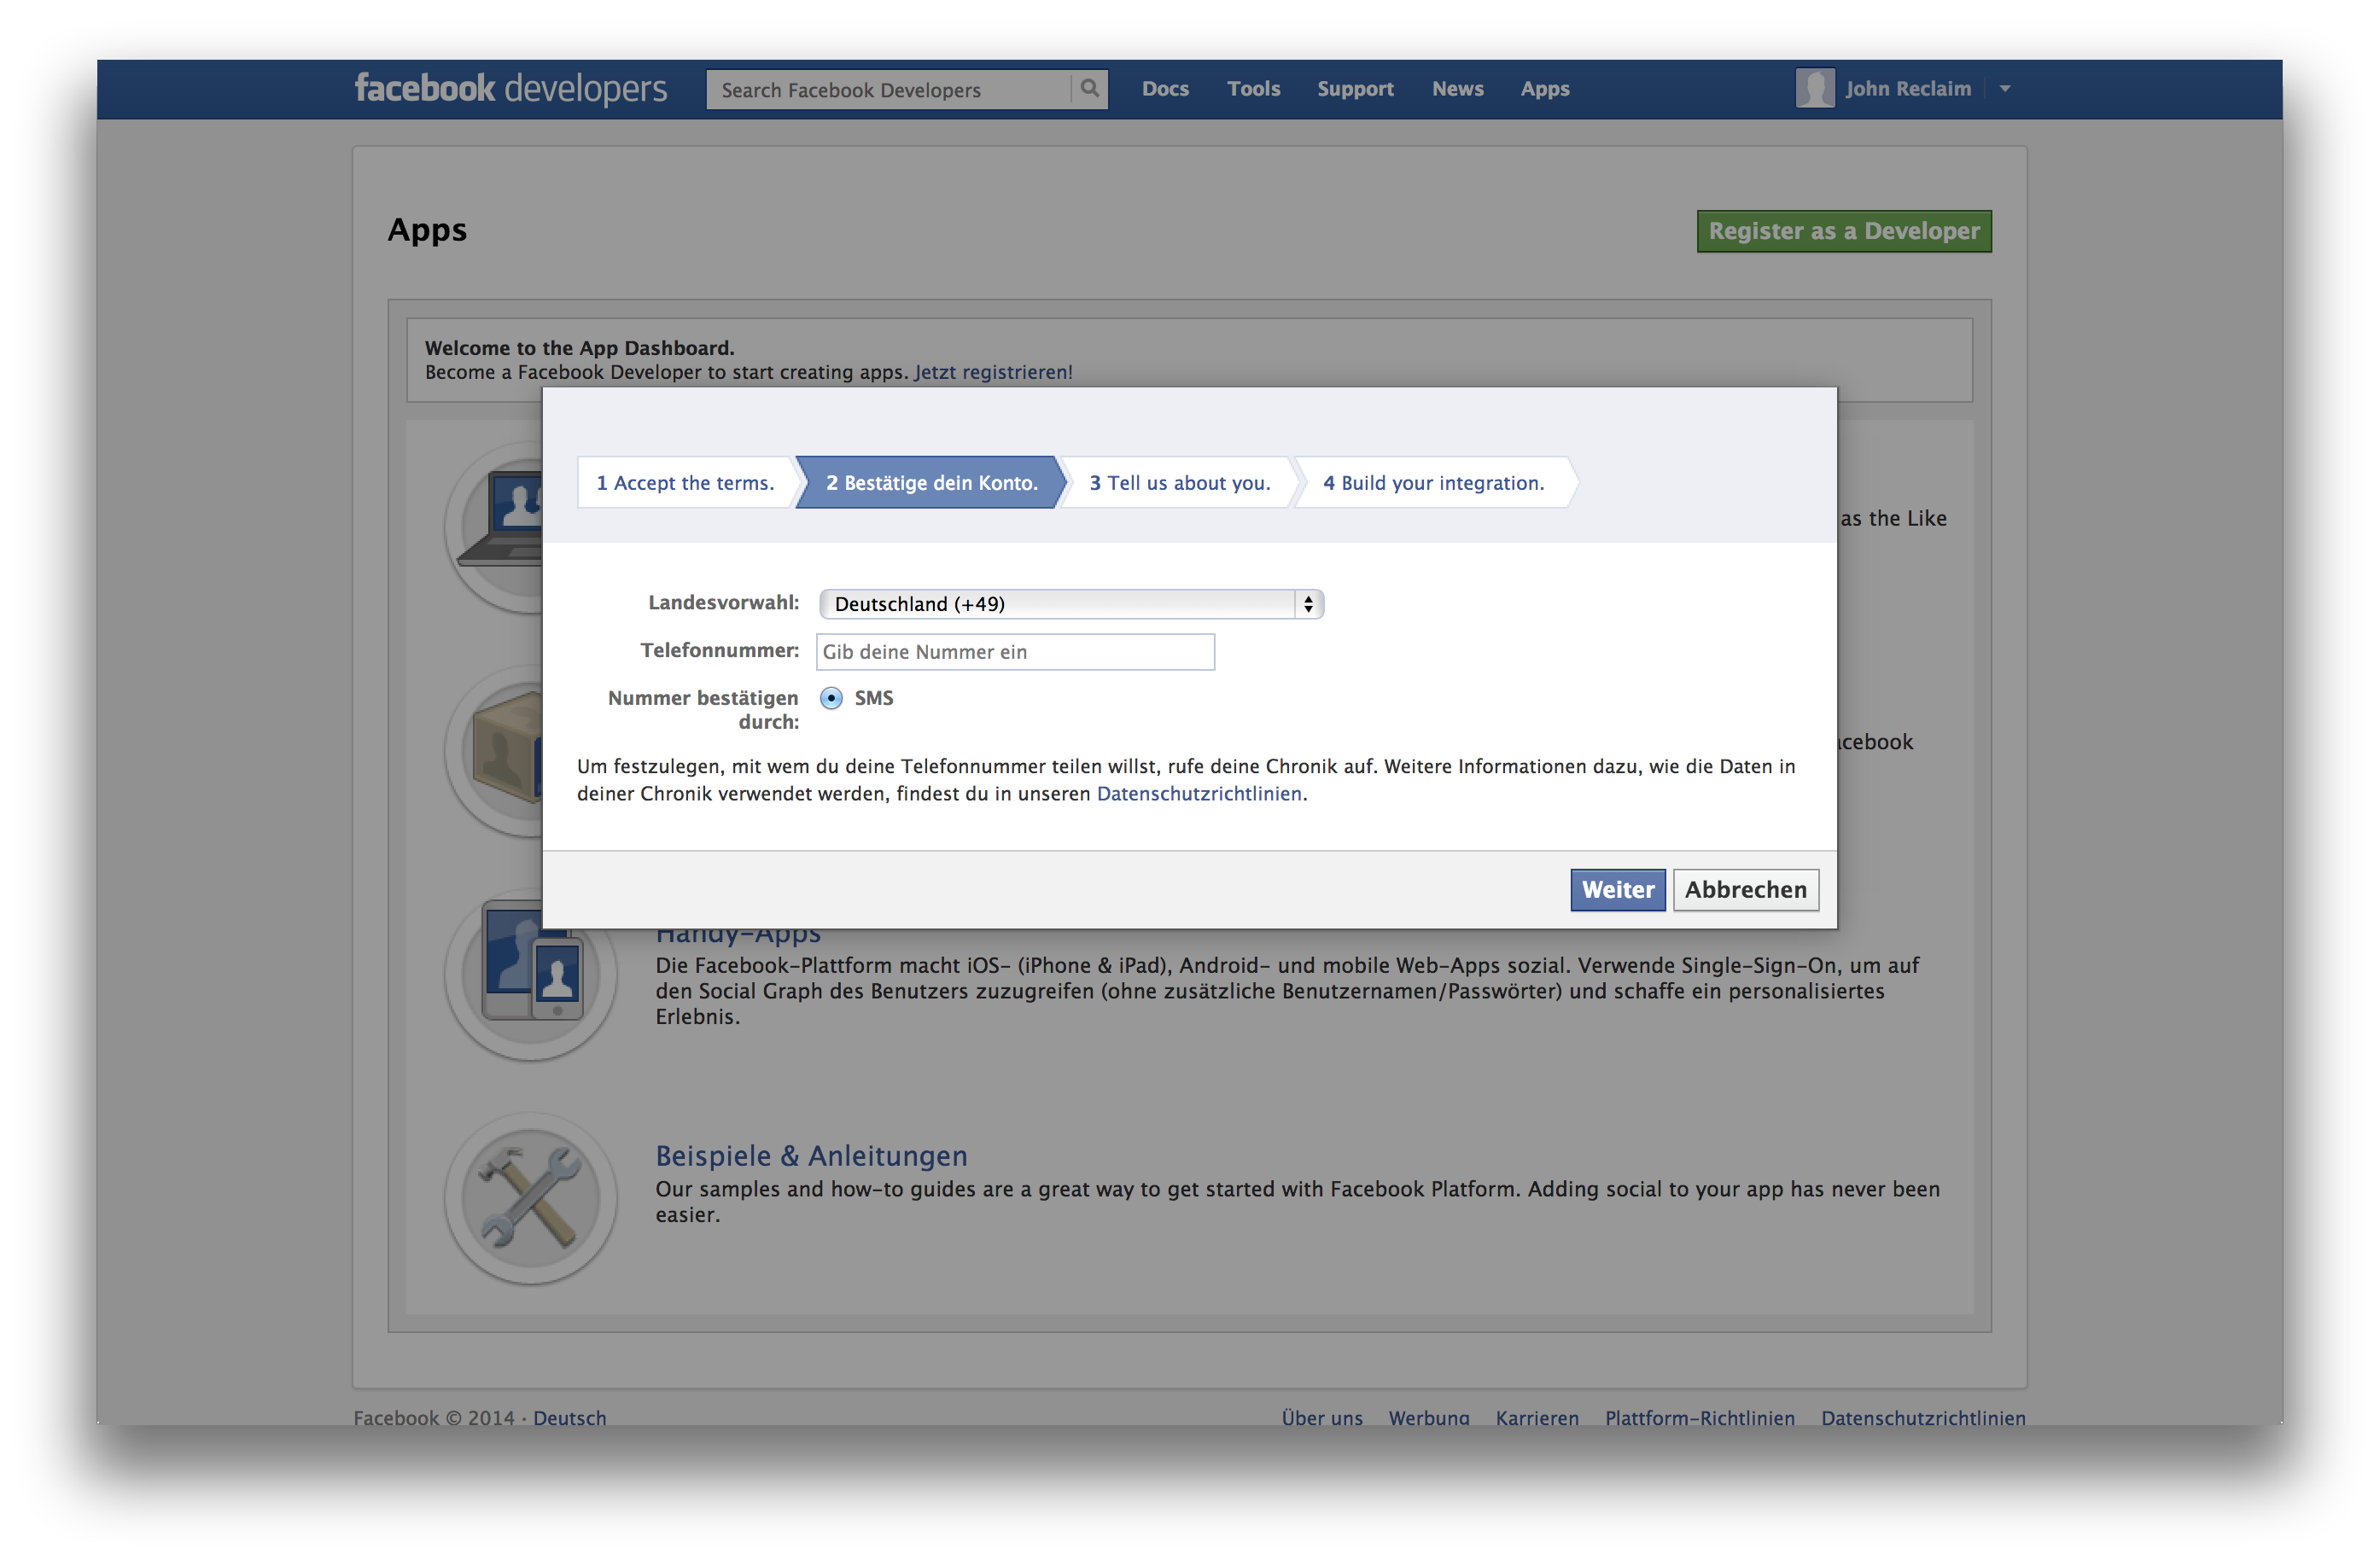 facebook developers
Search Facebook Developers
Docs Tools Support News Apps
John Reclaim
Apps
Register as a Developer
Welcome to the App Dashboard.
Become a Facebook Developer to start creating apps. Jetzt registrieren!
1 Accept the terms. 2 Bestätige dein Konto. 3 Tell us about you. 4 Build your integration.
as the Like
Landesvorwahl: Deutschland (+49)
Telefonnummer: Gib deine Nummer ein
Nummer bestätigen SMS
durch:
Um festzulegen, mit wem du deine Telefonnummer teilen willst, rufe deine Chronik auf. Weitere Informationen dazu, wie die Daten in
deiner Chronik verwendet werden, findest du in unseren Datenschutzrichtlinien.
Weiter Abbrechen
Handy-Apps
Die Facebook-Plattform macht iOS- (iPhone & iPad), Android- und mobile Web-Apps sozial. Verwende Single-Sign-On, um auf
den Social Graph des Benutzers zuzugreifen (ohne zusätzliche Benutzernamen/Passwörter) und schaffe ein personalisiertes
Erlebnis.
Beispiele & Anleitungen
Our samples and how-to guides are a great way to get started with Facebook Platform. Adding social to your app has never been
easier.
Facebook © 2014 · Deutsch
Über uns Werbung Karrieren Plattform-Richtlinien Datenschutzrichtlinien